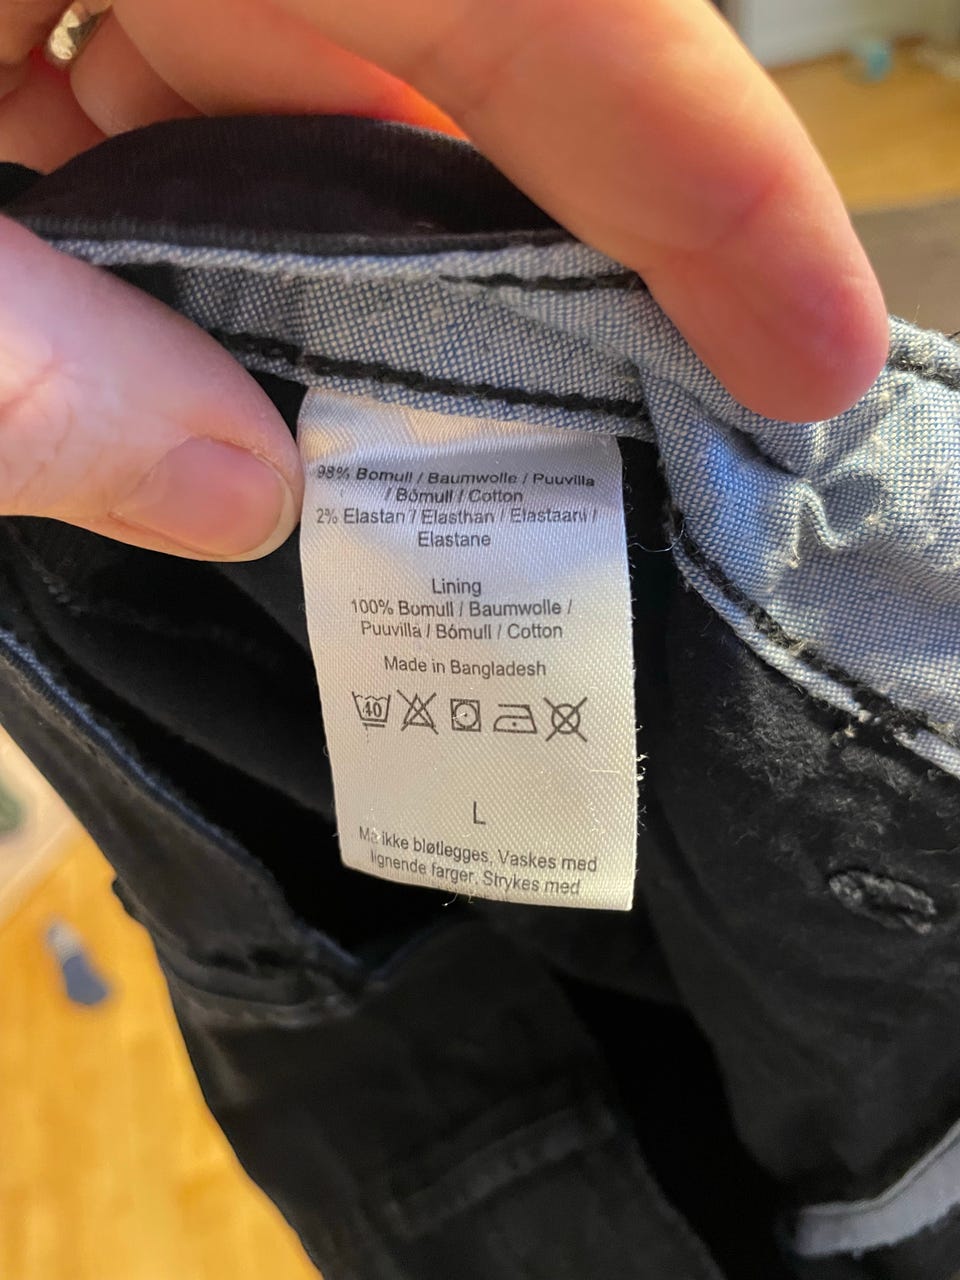 98% Bomull / Baumwolle / Puuvilla
/ Bómull / Cotton
2% Elastan / Elasthan / Elastaani /
Elastane
Lining
100% Bomull / Baumwolle /
Puuvilla / Bómull / Cotton
Made in Bangladesh
40
L
Må ikke bløtlegges, Vaskes med
lignende farger, Strykes med